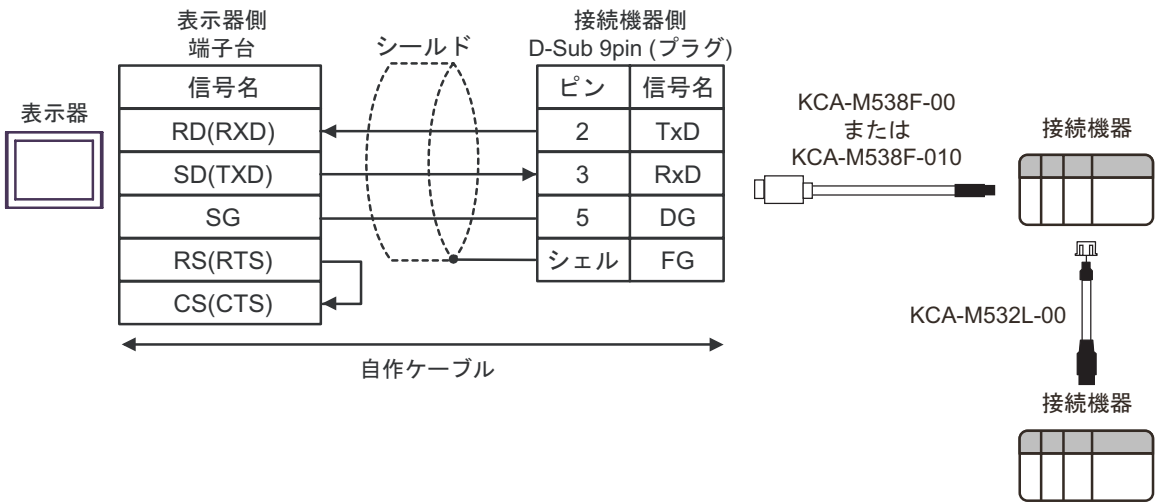 表示器
表示器側
端子台
信号名
RD(RXD)
SD(TXD)
SG
RS(RTS)
CS(CTS)
シールド
接続機器側
D-Sub 9pin (プラグ)
ピン 信号名
2 TxD
3 RxD
5 DG
シェル FG
自作ケーブル
KCA-M538F-00
または
KCA-M538F-010
接続機器
KCA-M532L-00
接続機器